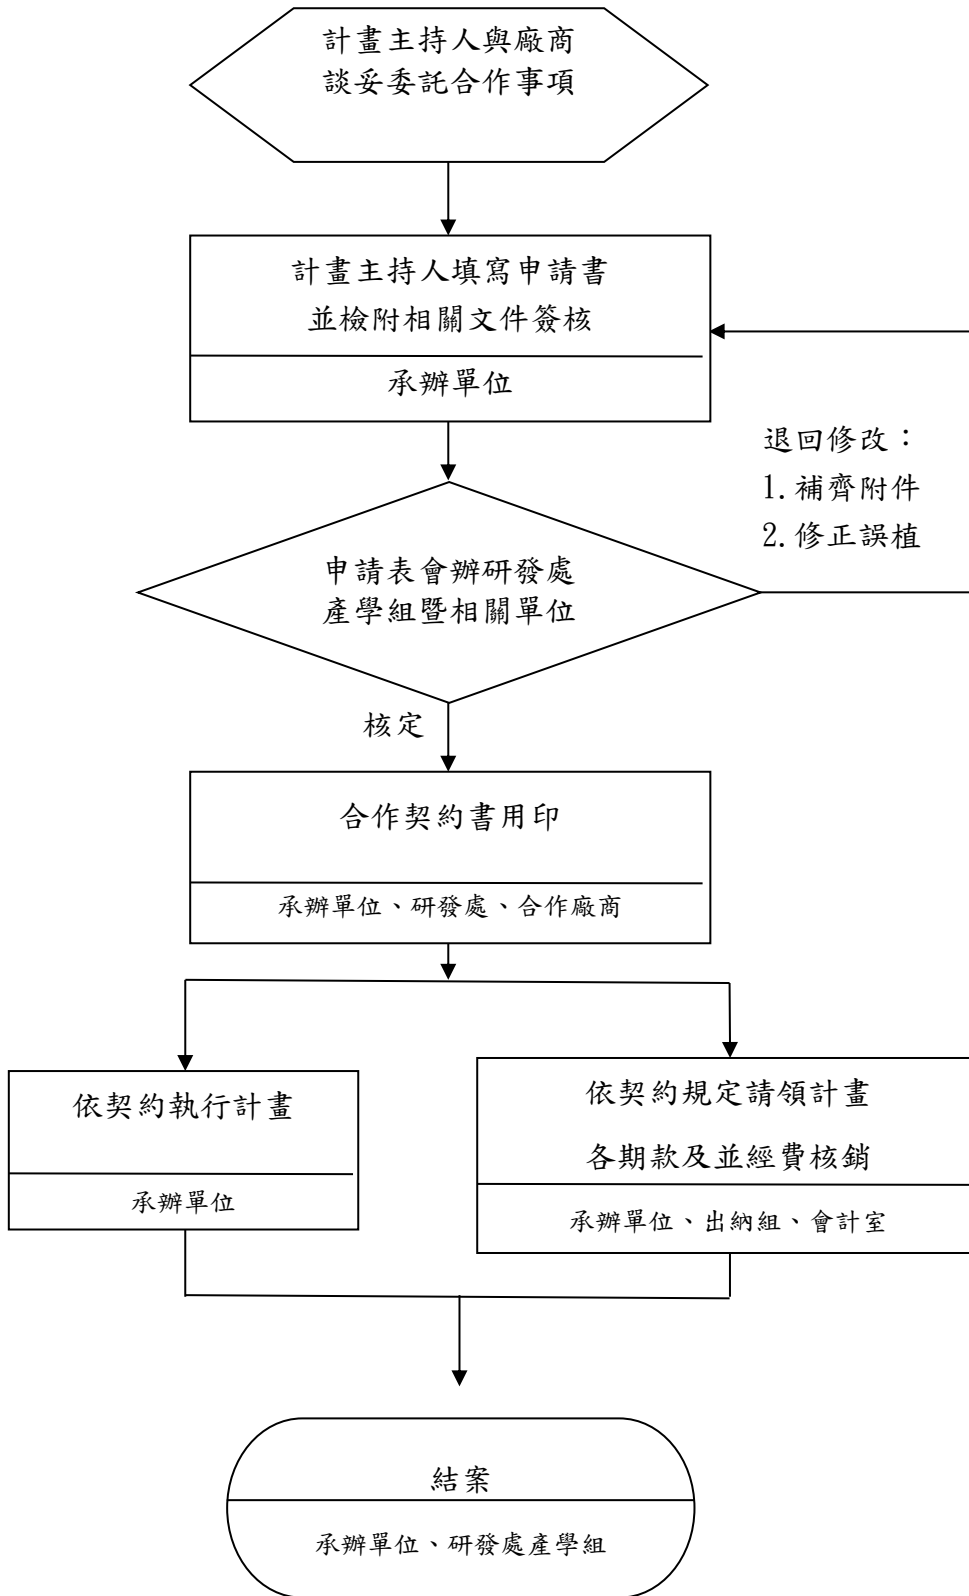 計畫主持人與廠商
談妥委託合作事項
計畫主持人填寫申請書
並檢附相關文件簽核
承辦單位
退回修改：
1.補齊附件
2.修正誤植
申請表會辦研發處
產學組暨相關單位
核定
合作契約書用印
承辦單位、研發處、合作廠商
依契約執行計畫
承辦單位
依契約規定請領計畫
各期款及並經費核銷
承辦單位、出納組、會計室
結案
承辦單位、研發處產學組